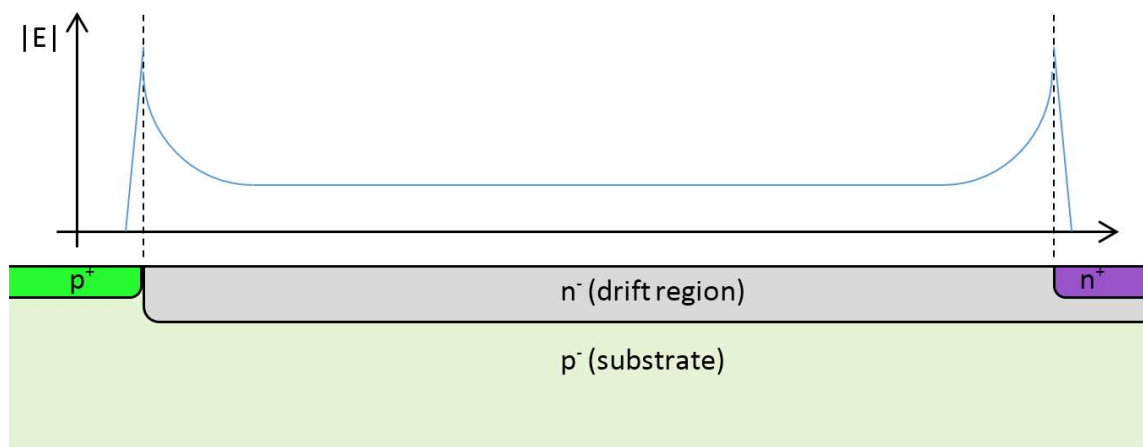 |E|
p⁺
n⁻ (drift region)
n⁺
p⁻ (substrate)